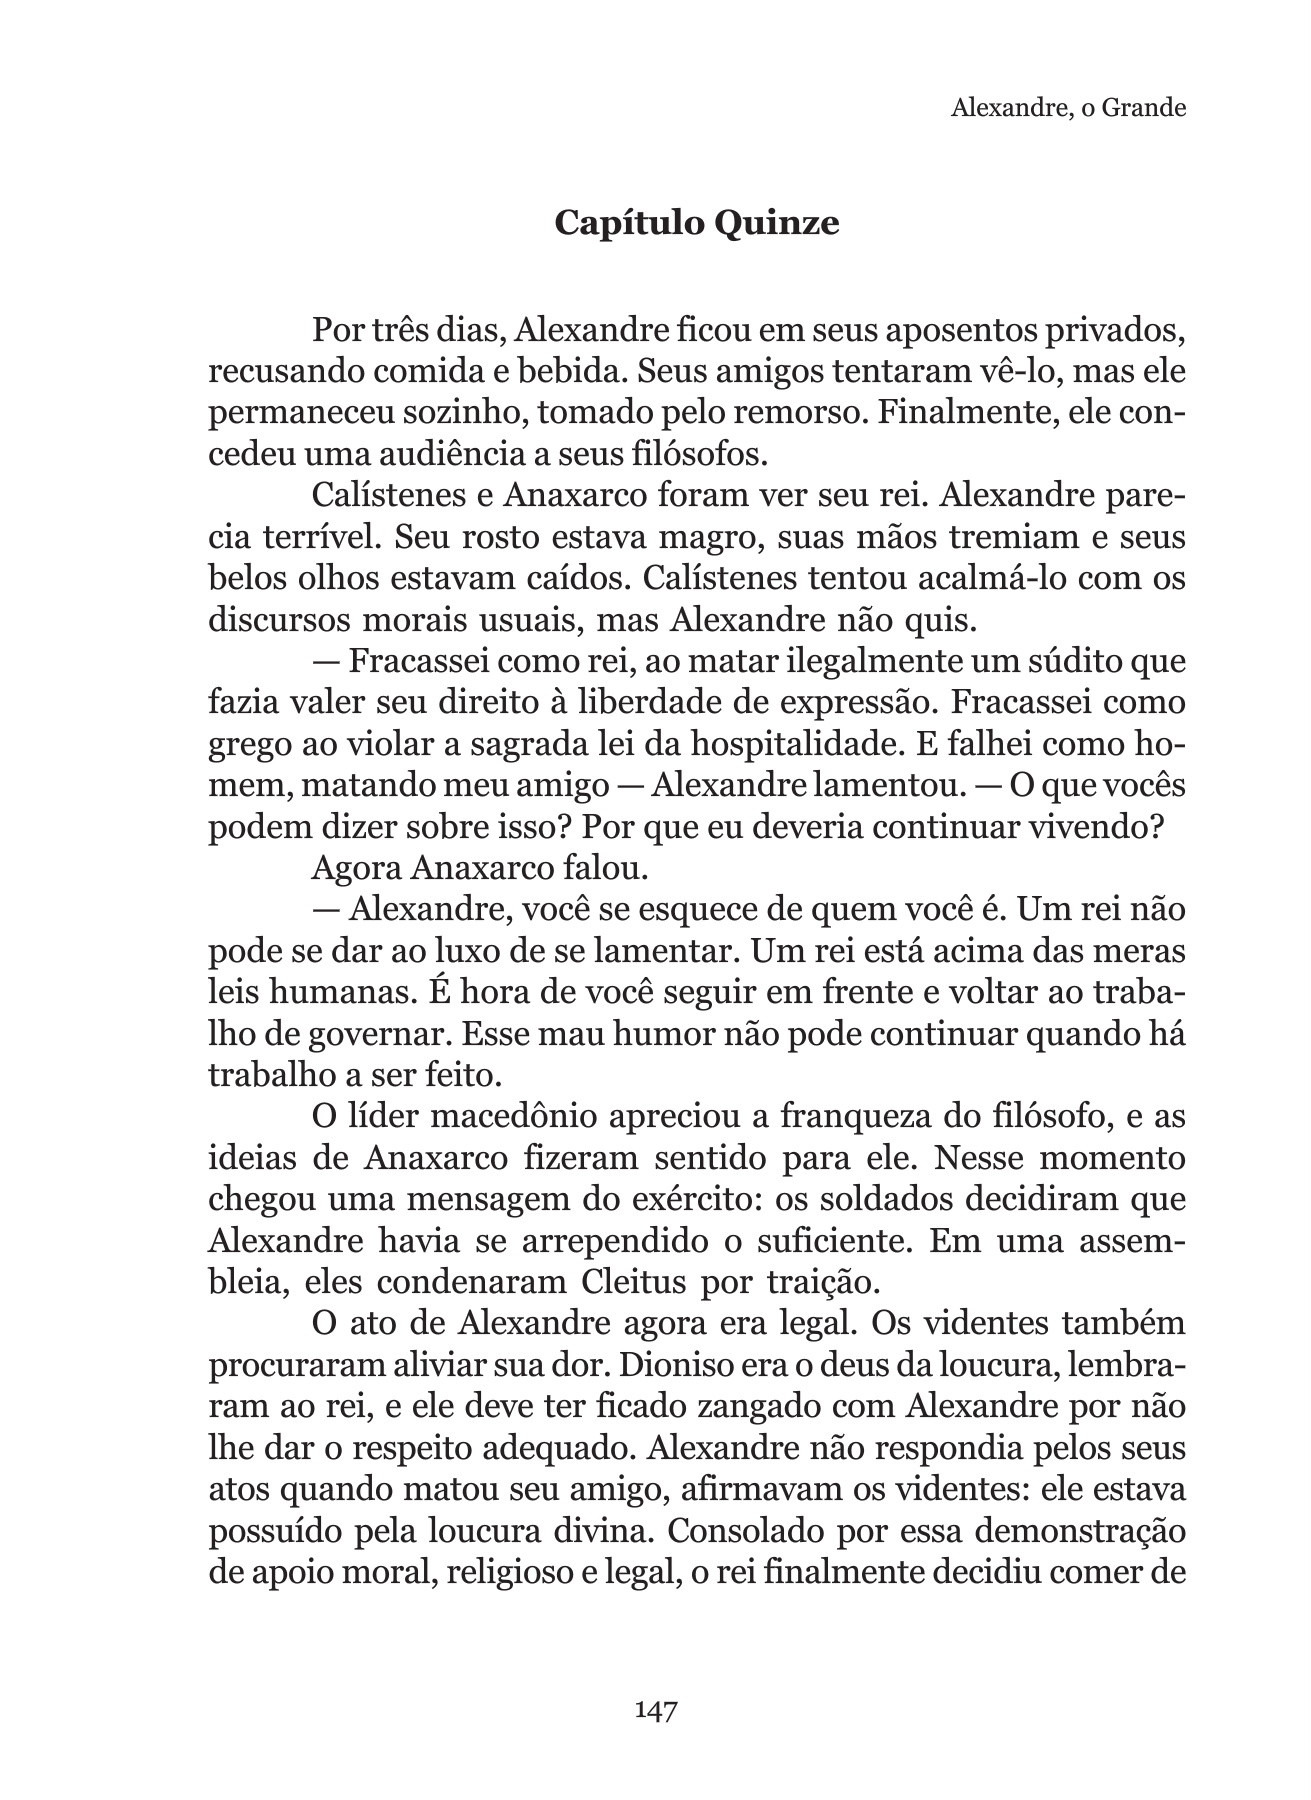 Alexandre, o Grande
Capítulo Quinze
Por três dias, Alexandre ficou em seus aposentos privados,
recusando comida e bebida. Seus amigos tentaram vê-lo, mas ele
permaneceu sozinho, tomado pelo remorso. Finalmente, ele con-
cedeu uma audiência a seus filósofos.
Calístenes e Anaxarco foram ver seu rei. Alexandre pare-
cia terrível. Seu rosto estava magro, suas mãos tremiam e seus
belos olhos estavam caídos. Calístenes tentou acalmá-lo com os
discursos morais usuais, mas Alexandre não quis.
— Fracassei como rei, ao matar ilegalmente um súdito que
fazia valer seu direito à liberdade de expressão. Fracassei como
grego ao violar a sagrada lei da hospitalidade. E falhei como ho-
mem, matando meu amigo — Alexandre lamentou. — O que vocês
podem dizer sobre isso? Por que eu deveria continuar vivendo?
Agora Anaxarco falou.
— Alexandre, você se esquece de quem você é. Um rei não
pode se dar ao luxo de se lamentar. Um rei está acima das meras
leis humanas. É hora de você seguir em frente e voltar ao traba-
lho de governar. Esse mau humor não pode continuar quando há
trabalho a ser feito.
O líder macedônio apreciou a franqueza do filósofo, e as
ideias de Anaxarco fizeram sentido para ele. Nesse momento
chegou uma mensagem do exército: os soldados decidiram que
Alexandre havia se arrependido o suficiente. Em uma assem-
bleia, eles condenaram Cleitus por traição.
O ato de Alexandre agora era legal. Os videntes também
procuraram aliviar sua dor. Dioniso era o deus da loucura, lembra-
ram ao rei, e ele deve ter ficado zangado com Alexandre por não
lhe dar o respeito adequado. Alexandre não respondia pelos seus
atos quando matou seu amigo, afirmavam os videntes: ele estava
possuído pela loucura divina. Consolado por essa demonstração
de apoio moral, religioso e legal, o rei finalmente decidiu comer de
147